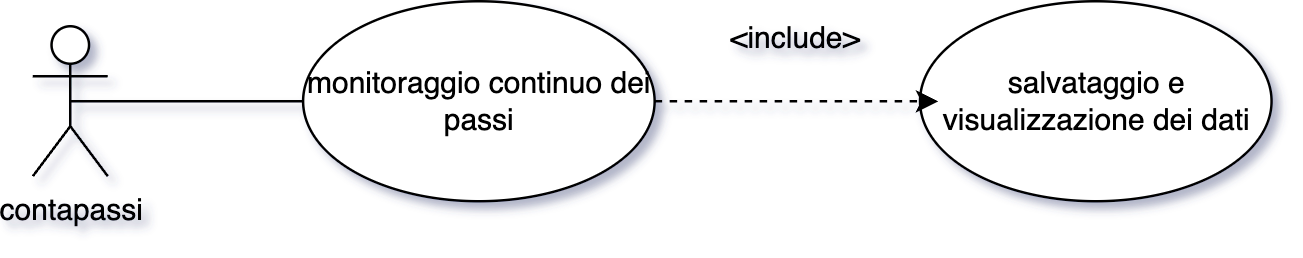 <include>
monitoraggio continuo dei
passi
salvataggio e
visualizzazione dei dati
contapassi